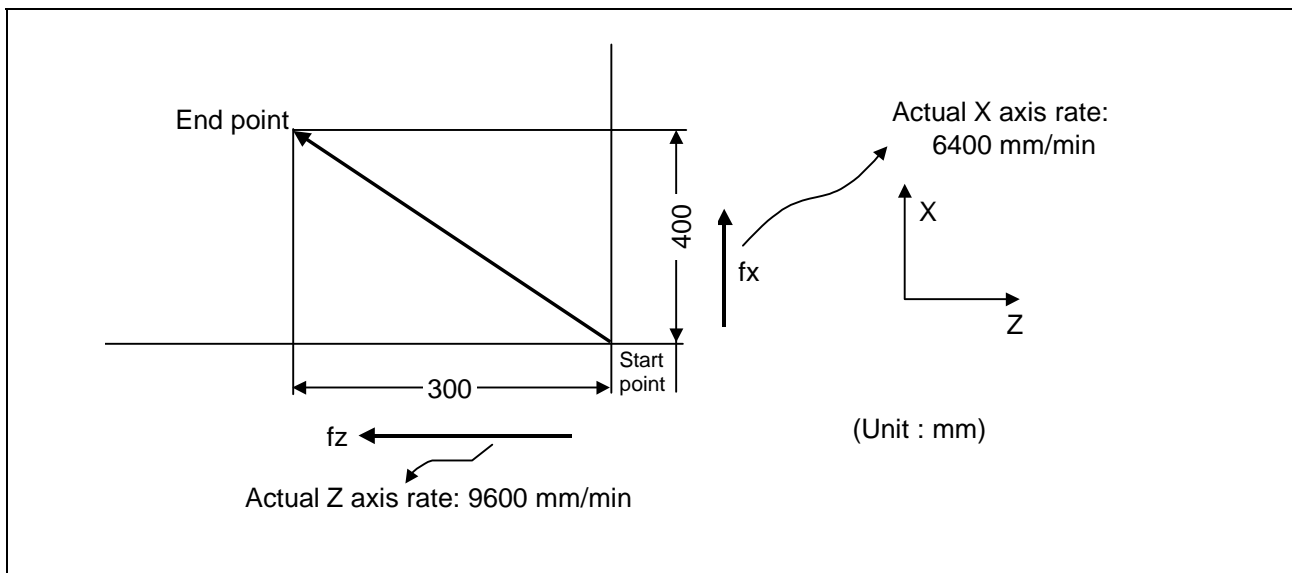 End point
Actual X axis rate:
6400 mm/min
400
fx
X
Z
Start
point
300
fz
(Unit : mm)
Actual Z axis rate: 9600 mm/min